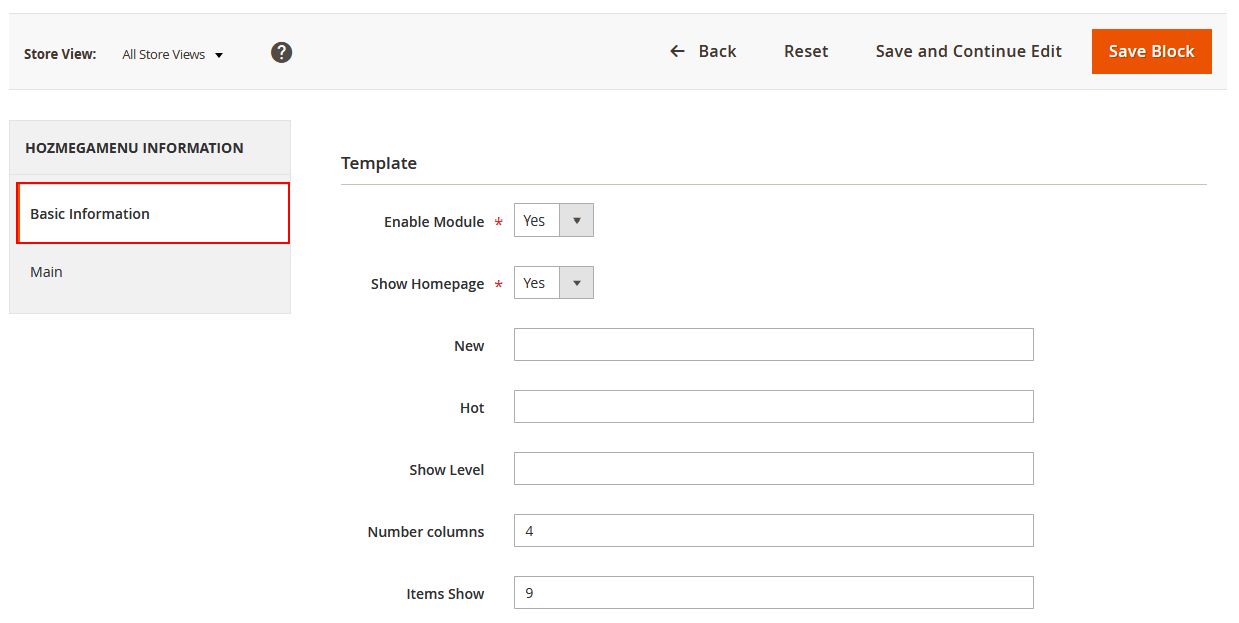 Store View: All Store Views ? Back Reset Save and Continue Edit Save Block
HOZMEGAMENU INFORMATION
Basic Information
Main
Template
Enable Module * Yes
Show Homepage * Yes
New
Hot
Show Level
Number columns 4
Items Show 9